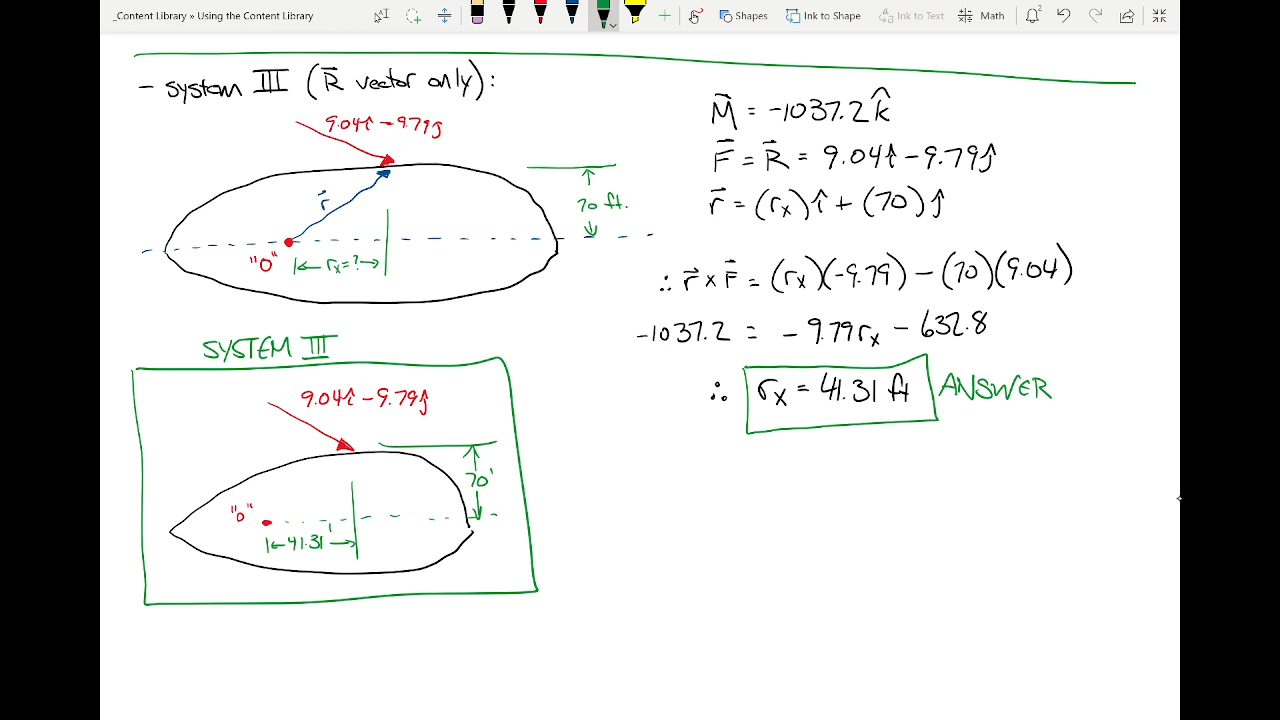 _Content Library » Using the Content Library
Shapes Ink to Shape Ink to Text Math
- System III (R⃗ vector only):
9.04î - 9.79ĵ
r⃗
70 ft.
"O"
rx = ?
SYSTEM III
9.04î - 9.79ĵ
70'
"O"
41.31'
M⃗ = -1037.2 k̂
F⃗ = R⃗ = 9.04î - 9.79ĵ
r⃗ = (rx)î + (70)ĵ
∴ r⃗ x F⃗ = (rx)(-9.79) - (70)(9.04)
-1037.2 = - 9.79rx - 632.8
∴ rx = 41.31 ft ANSWER